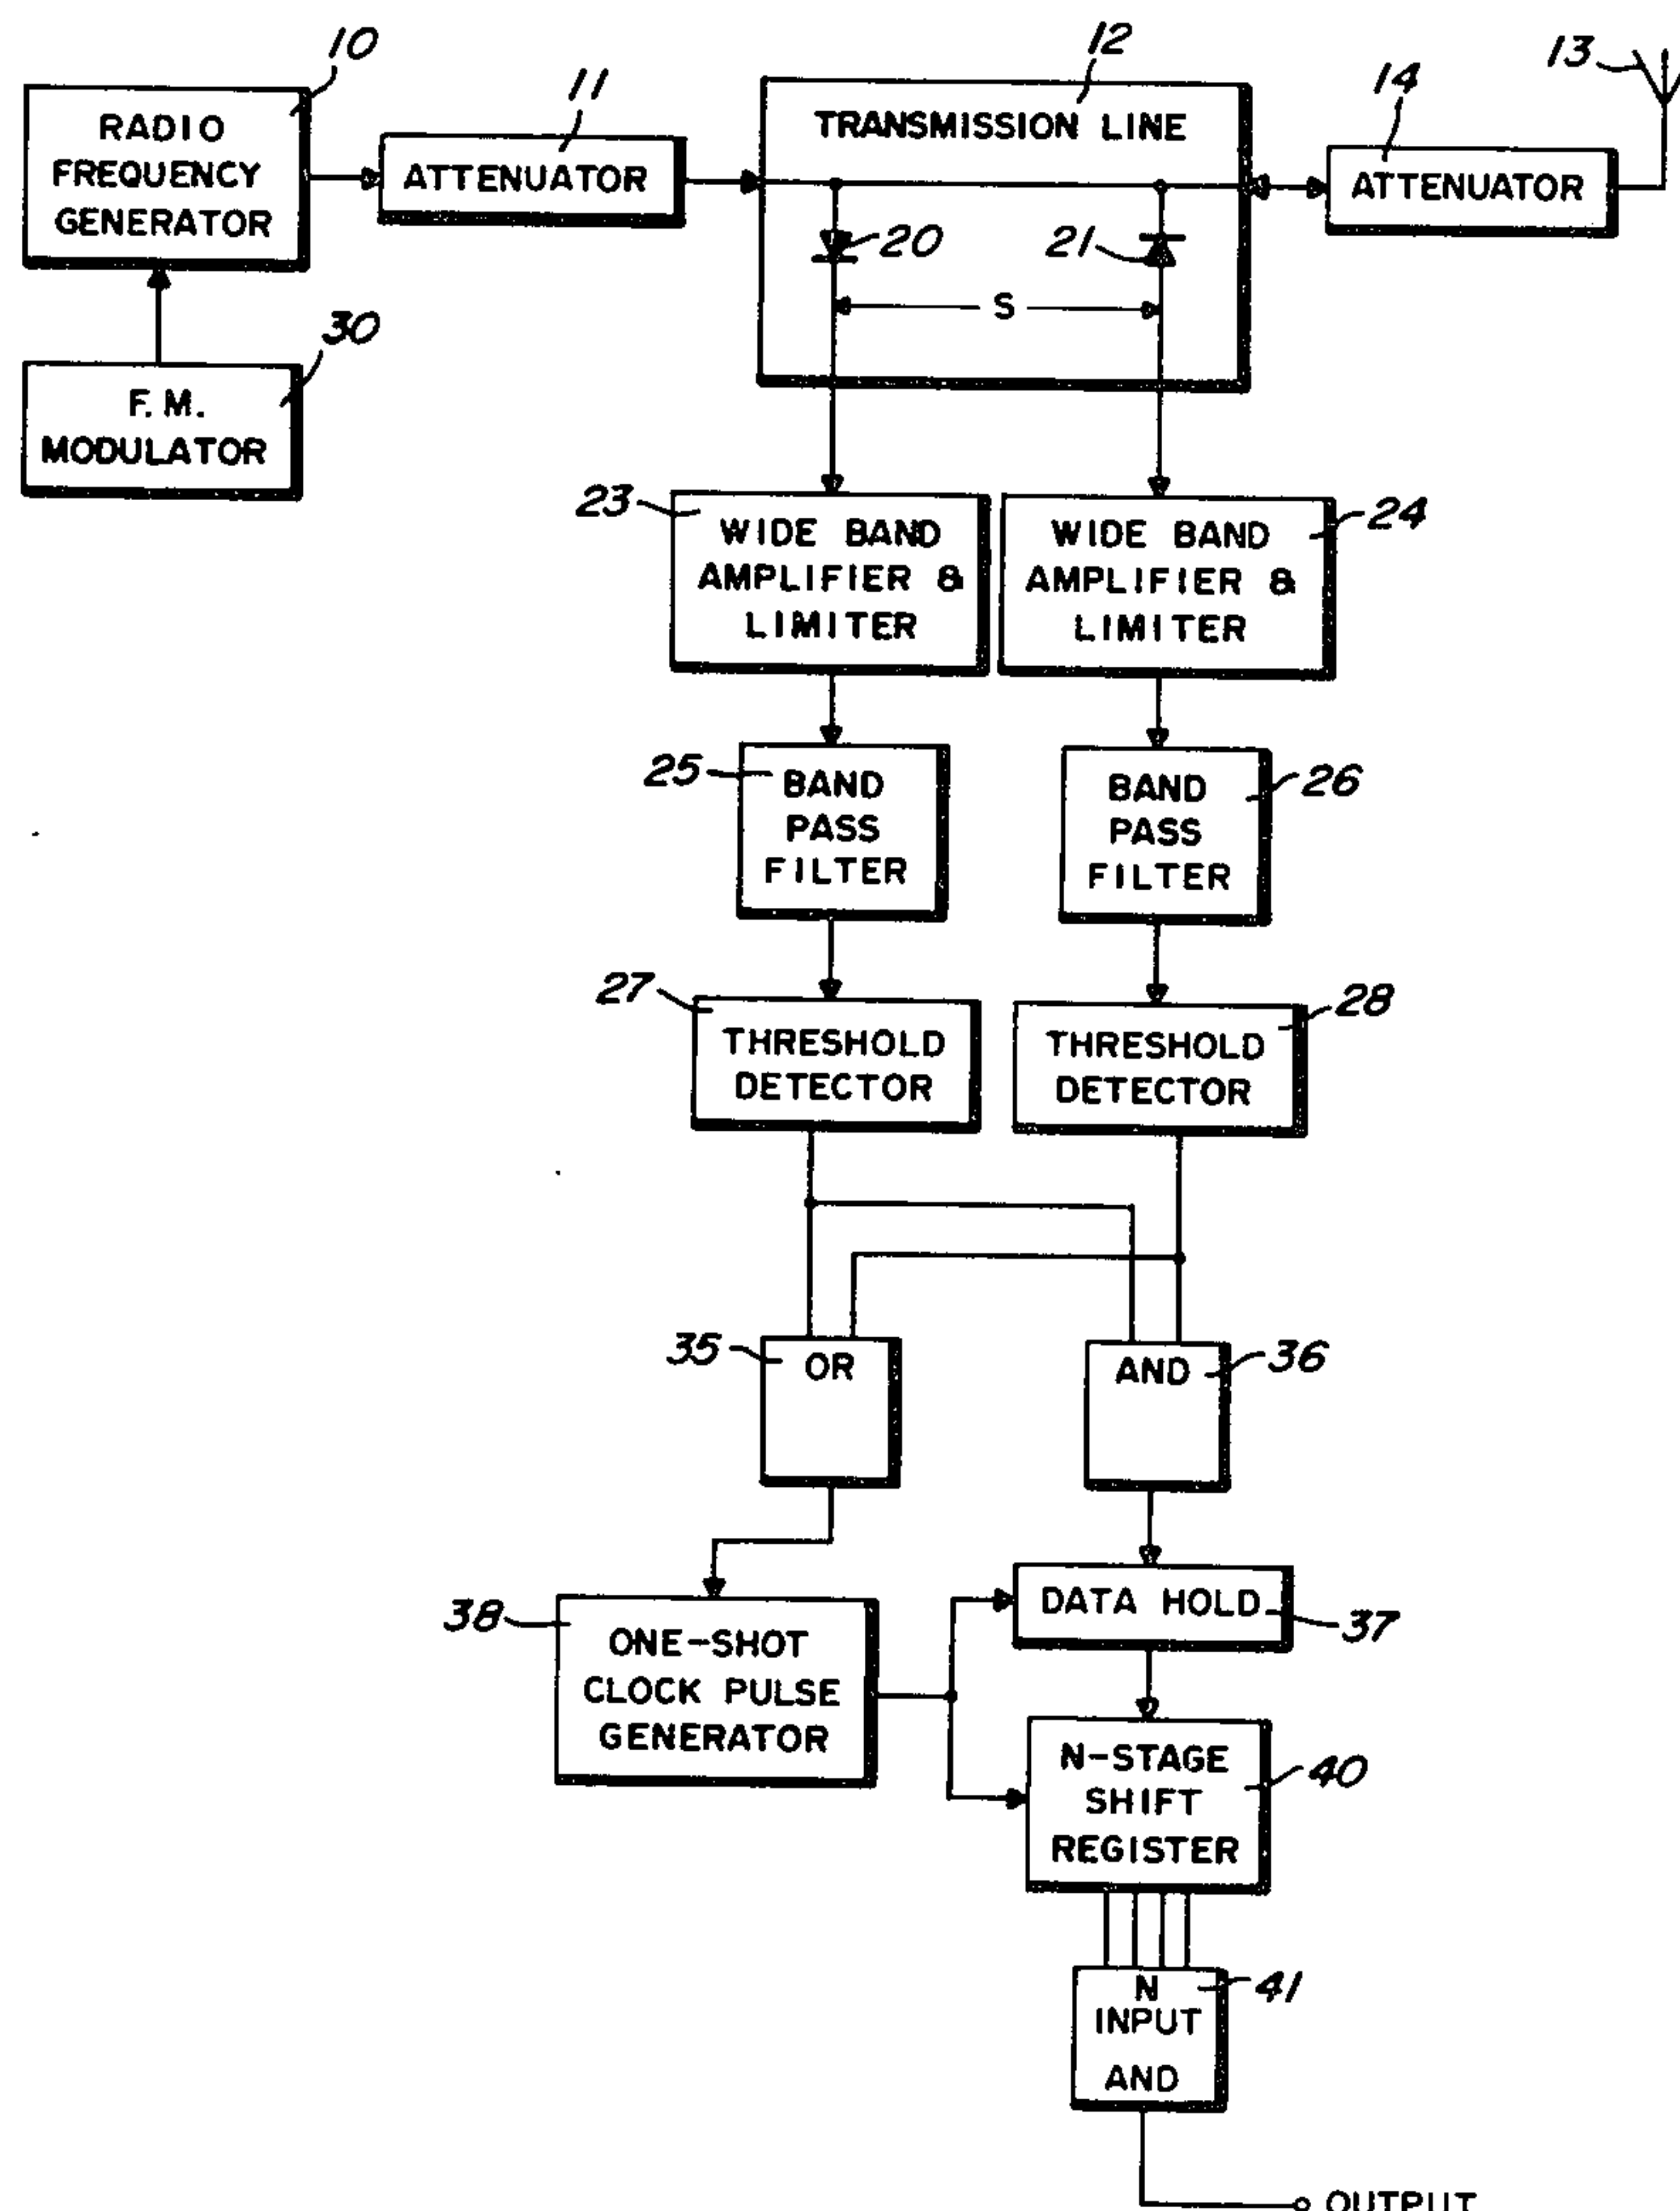 10
RADIO
FREQUENCY
GENERATOR
11
ATTENUATOR
12
TRANSMISSION LINE
20
21
S
13
14
ATTENUATOR
30
F. M.
MODULATOR
23
WIDE BAND
AMPLIFIER &
LIMITER
24
WIDE BAND
AMPLIFIER &
LIMITER
25
BAND
PASS
FILTER
26
BAND
PASS
FILTER
27
THRESHOLD
DETECTOR
28
THRESHOLD
DETECTOR
35
OR
36
AND
38
ONE-SHOT
CLOCK PULSE
GENERATOR
DATA HOLD
37
N-STAGE
SHIFT
REGISTER
40
N
INPUT
AND
41
OUTPUT